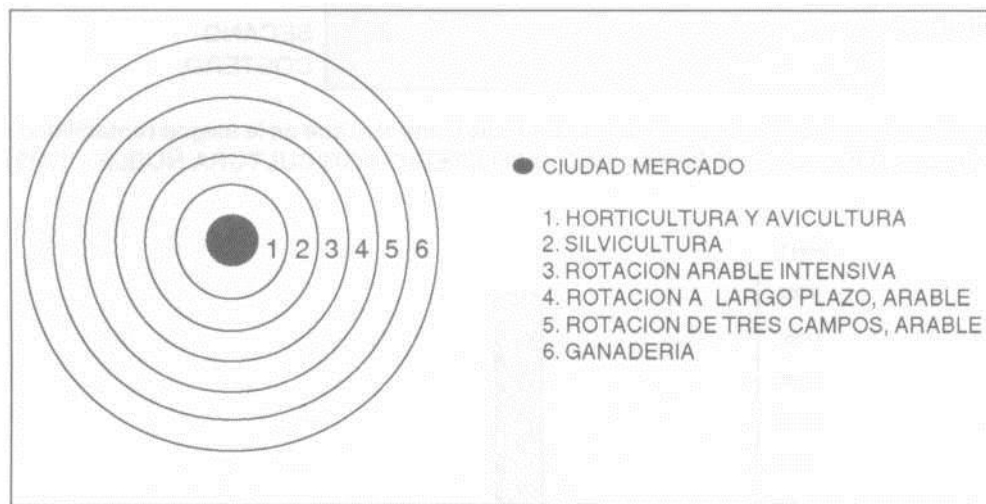 CIUDAD MERCADO
1. HORTICULTURA Y AVICULTURA
2. SILVICULTURA
3. ROTACION ARABLE INTENSIVA
4. ROTACION A LARGO PLAZO, ARABLE
5. ROTACION DE TRES CAMPOS, ARABLE
6. GANADERIA
1 2 3 4 5 6